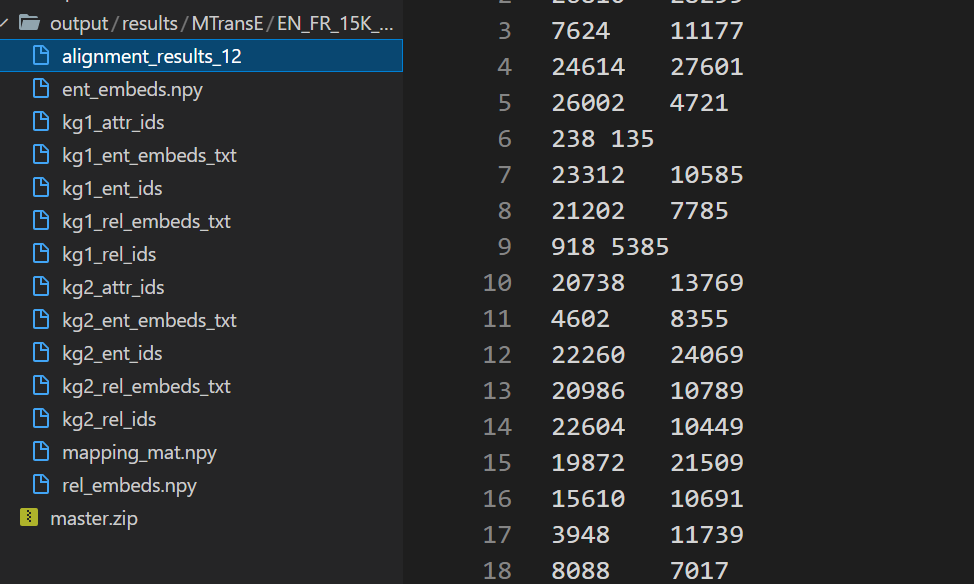 output/results/MTransE/EN_FR_15K_...
alignment_results_12
ent_embeds.npy
kg1_attr_ids
kg1_ent_embeds_txt
kg1_ent_ids
kg1_rel_embeds_txt
kg1_rel_ids
kg2_attr_ids
kg2_ent_embeds_txt
kg2_ent_ids
kg2_rel_embeds_txt
kg2_rel_ids
mapping_mat.npy
rel_embeds.npy
master.zip
3 7624 11177
4 24614 27601
5 26002 4721
6 238 135
7 23312 10585
8 21202 7785
9 918 5385
10 20738 13769
11 4602 8355
12 22260 24069
13 20986 10789
14 22604 10449
15 19872 21509
16 15610 10691
17 3948 11739
18 8088 7017